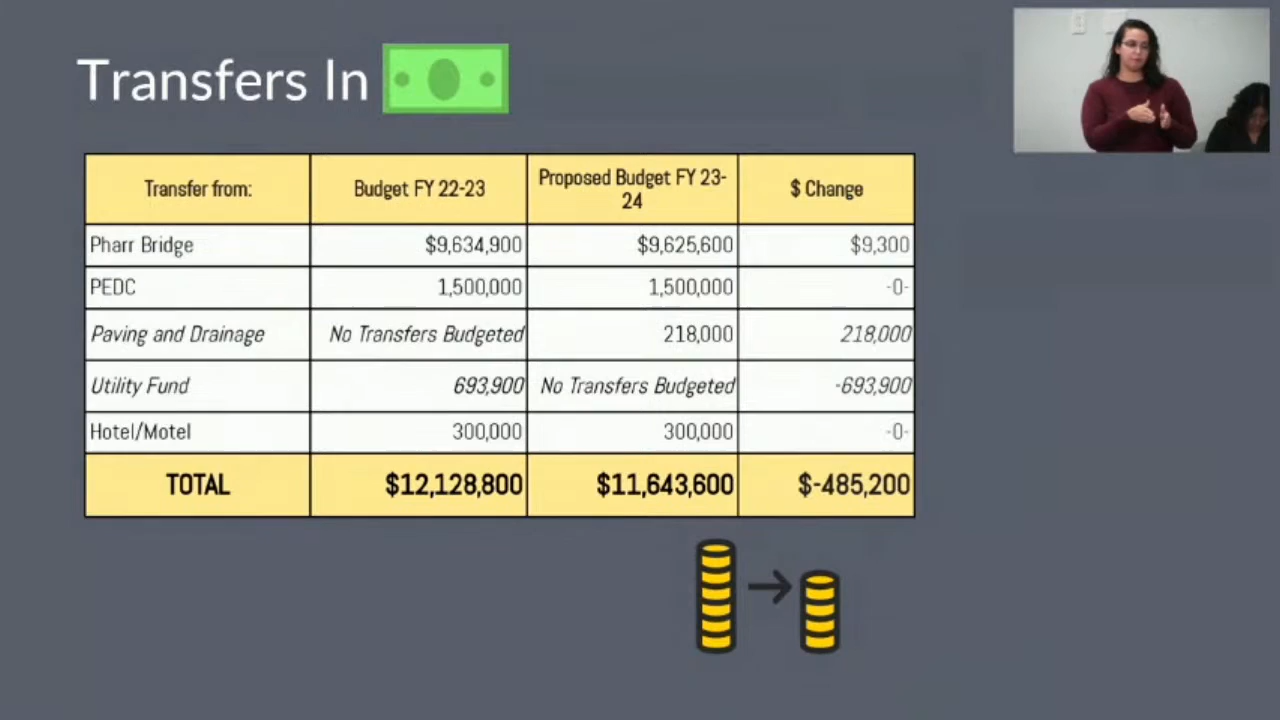 Transfers In
Transfer from: Budget FY 22-23 Proposed Budget FY 23-
24 $ Change
Pharr Bridge $9,634,900 $9,625,600 $9,300
PEDC 1,500,000 1,500,000 -0-
Paving and Drainage No Transfers Budgeted 218,000 218,000
Utility Fund 693,900 No Transfers Budgeted -693,900
Hotel/Motel 300,000 300,000 -0-
TOTAL $12,128,800 $11,643,600 $-485,200